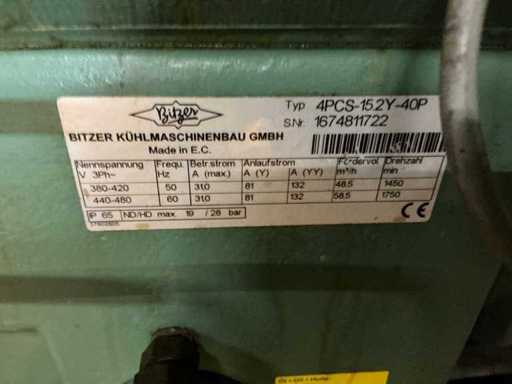 Bitzer
BITZER KÜHLMASCHINENBAU GMBH
Made in E.C.
Typ 4PCS-15.2Y-40P
S.Nr. 1674811722
Nennspannung Frequ. Betr.strom Anlaufstrom Fördervol Drehzahl
V 3Ph~ Hz A (max.) A (Y) A (YY) m³/h min
380-420 50 31,0 81 132 48,5 1450
440-480 60 31,0 81 132 58,5 1750
IP 65 ND/HD max. 19 / 28 bar
CE